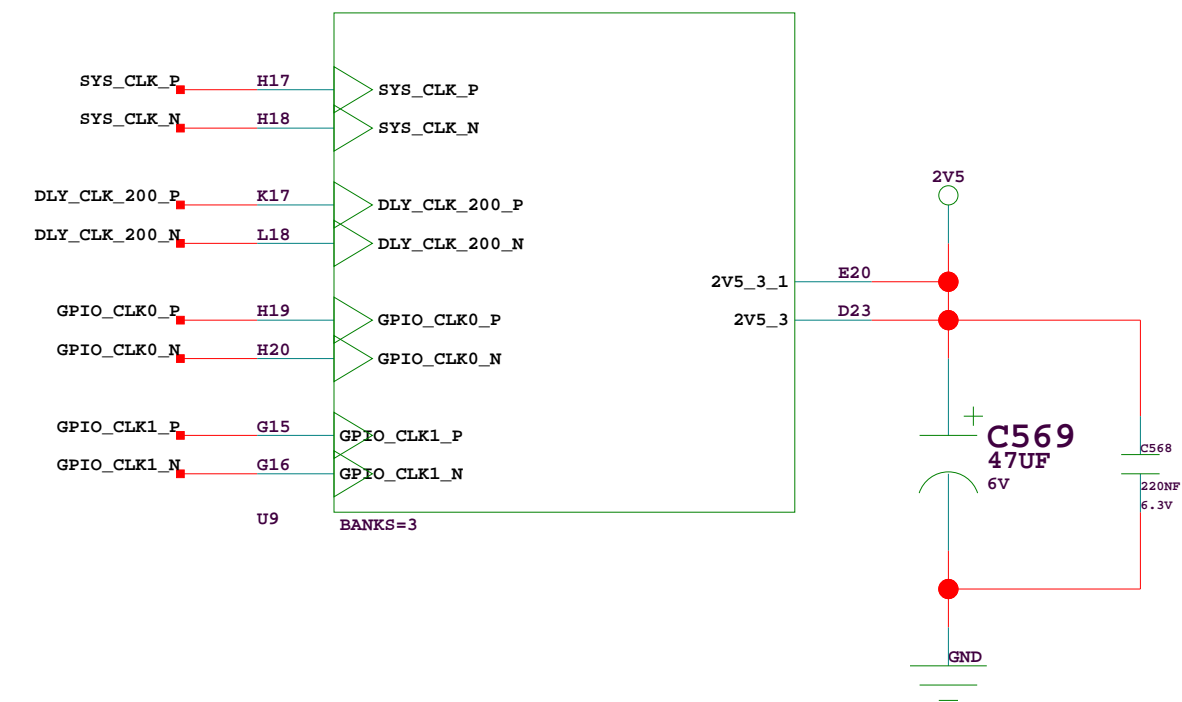 SYS_CLK_P H17 SYS_CLK_P
SYS_CLK_N H18 SYS_CLK_N
2V5
DLY_CLK_200_P K17 DLY_CLK_200_P
DLY_CLK_200_N L18 DLY_CLK_200_N
2V5_3_1 E20
GPIO_CLK0_P H19 GPIO_CLK0_P 2V5_3 D23
GPIO_CLK0_N H20 GPIO_CLK0_N
GPIO_CLK1_P G15 GPIO_CLK1_P
C569
C568
GPIO_CLK1_N G16 GPIO_CLK1_N
47UF
6V
220NF
6.3V
U9 BANKS=3
GND